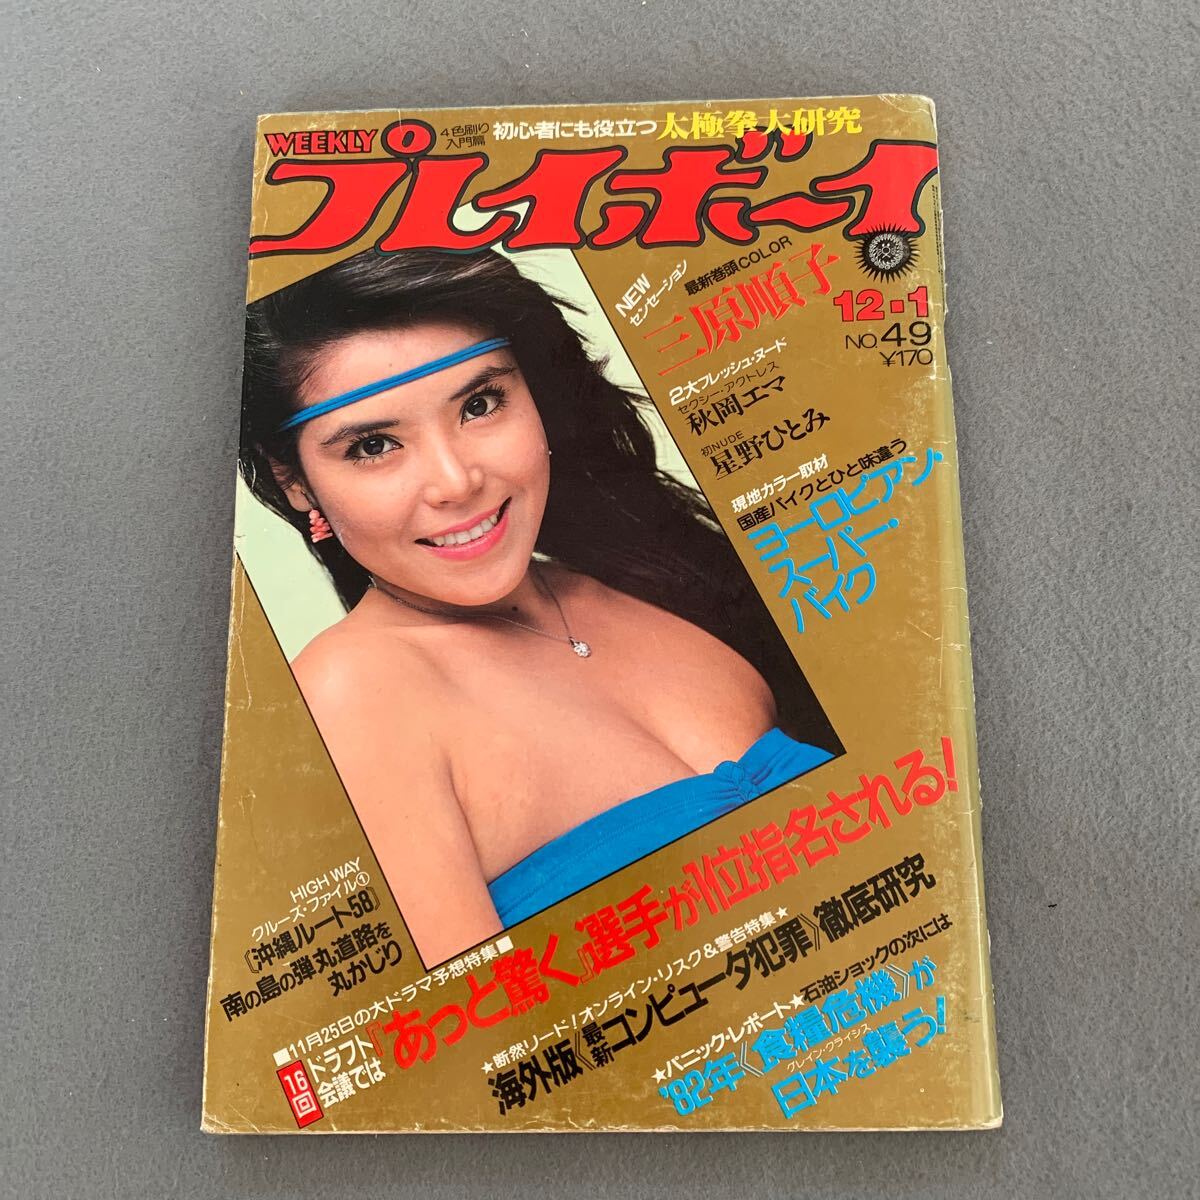 4色刷り
入門篇
初心者にも役立つ 太極拳大研究
WEEKLY
プレイボーイ
12・1
NO.49
¥170
NEW
センセーション
最新巻頭COLOR
三原順子
2大フレッシュ・ヌード
セクシー・アクトレス
秋岡エマ
初NUDE
星野ひとみ
現地カラー取材
国産バイクとひと味違う
ヨーロピアン・
スーパー・
バイク
HIGH WAY
クルーズ・ファイル①
〔沖縄ルート58〕
南の島の弾丸道路を
丸かじり
■11月25日の大ドラマ予想特集■
16回
ドラフト
会議では
『あっと驚く』選手が1位指名される!
★断然リード!オンライン・リスク&警告特集★
海外版《最新コンピュータ犯罪》徹底研究
★パニック・レポート★石油ショックの次には
'82年《食糧危機》が
グレイン・クライシス
日本を襲う!